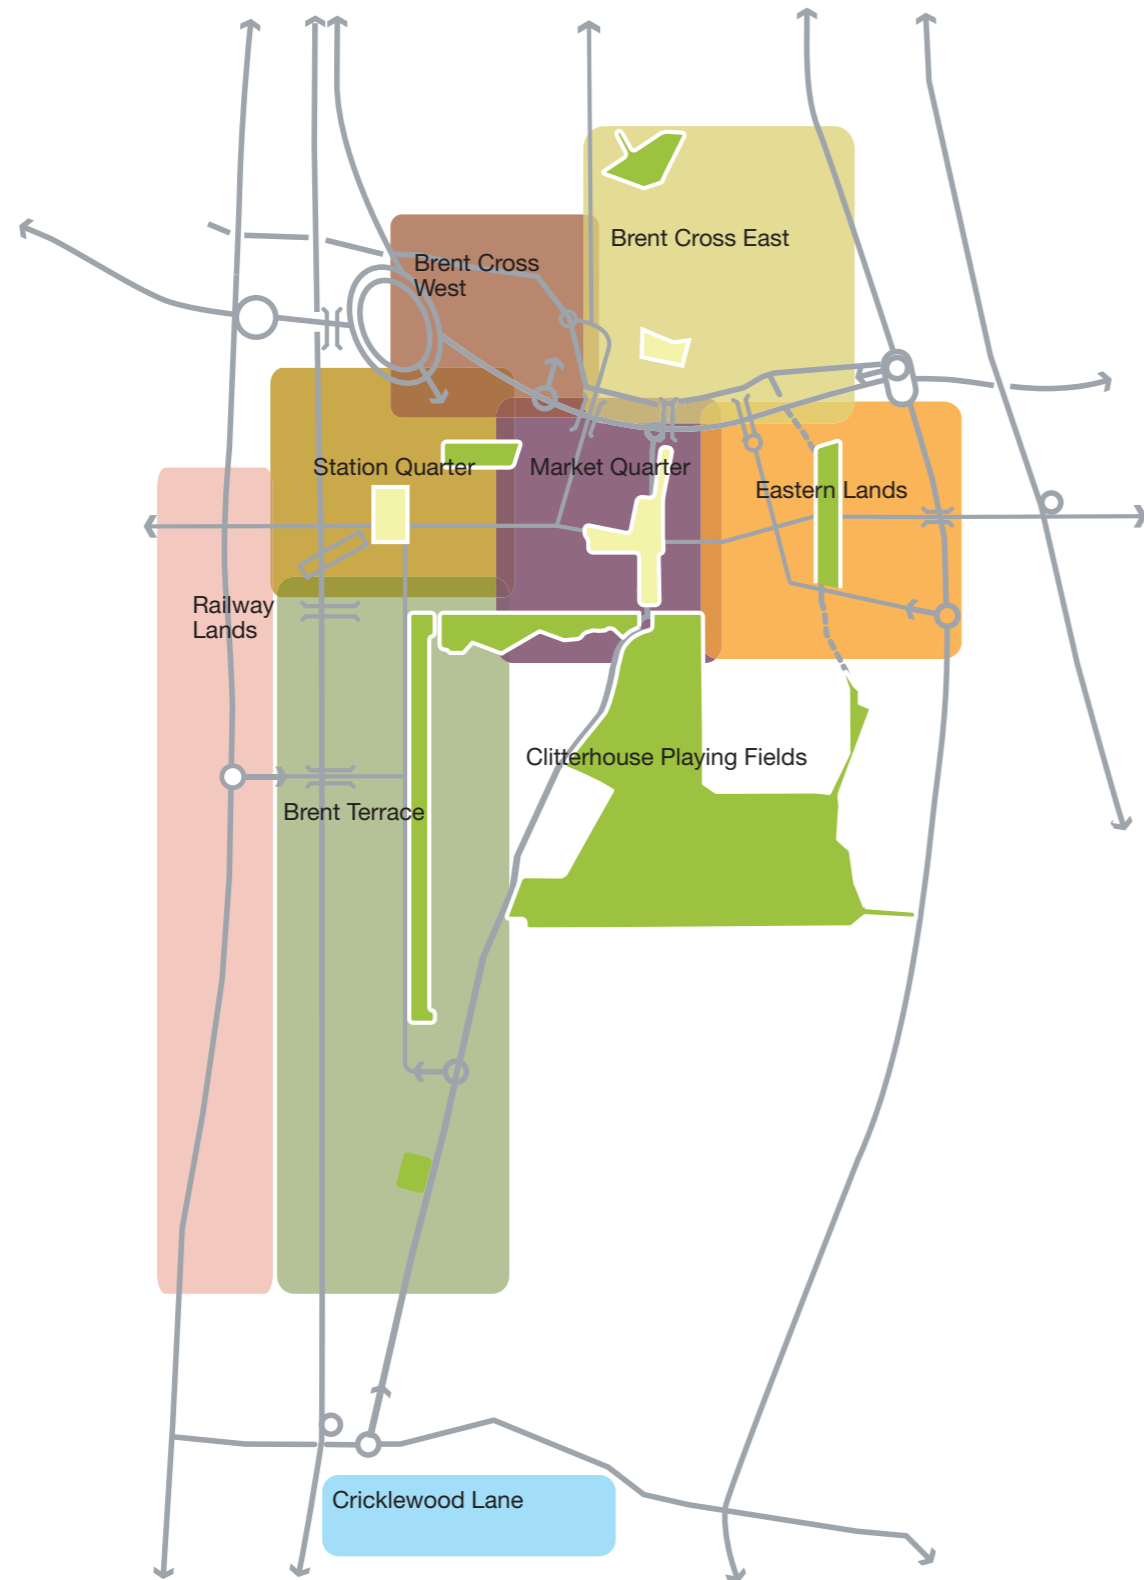 Brent Cross East
Brent Cross
West
Station Quarter
Market Quarter
Eastern Lands
Railway
Lands
Clitterhouse Playing Fields
Brent Terrace
Cricklewood Lane